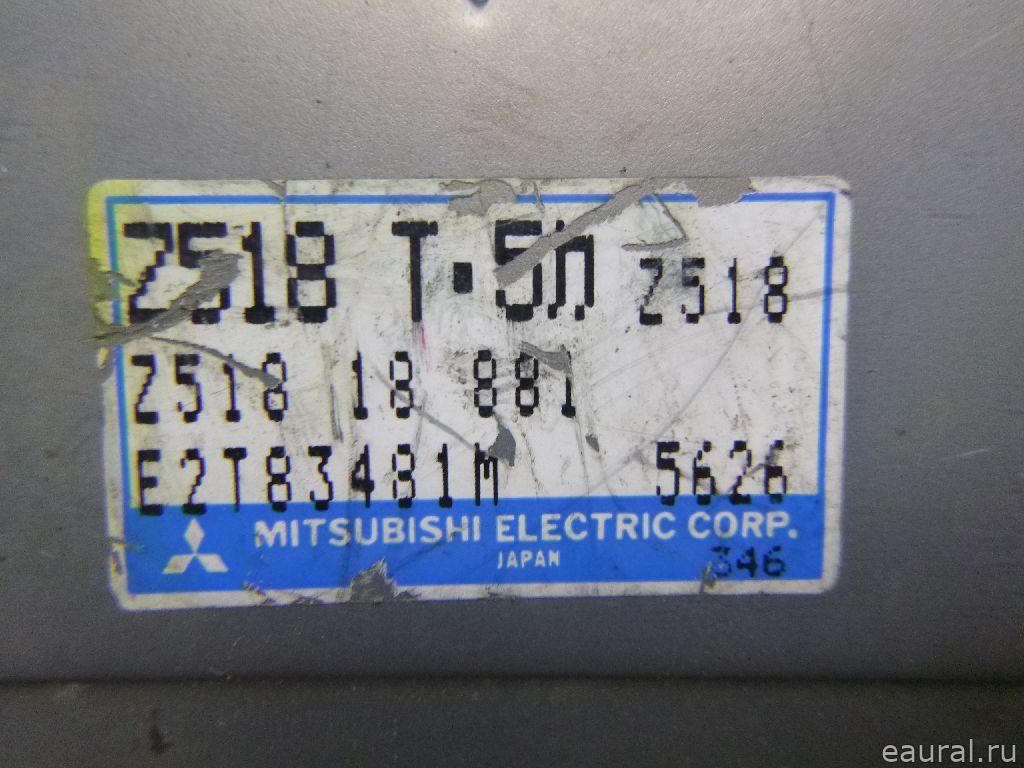 Z518 T·5Л Z518
Z518 18 881
E2T83481M 5626
MITSUBISHI ELECTRIC CORP.
JAPAN
346
eaural.ru